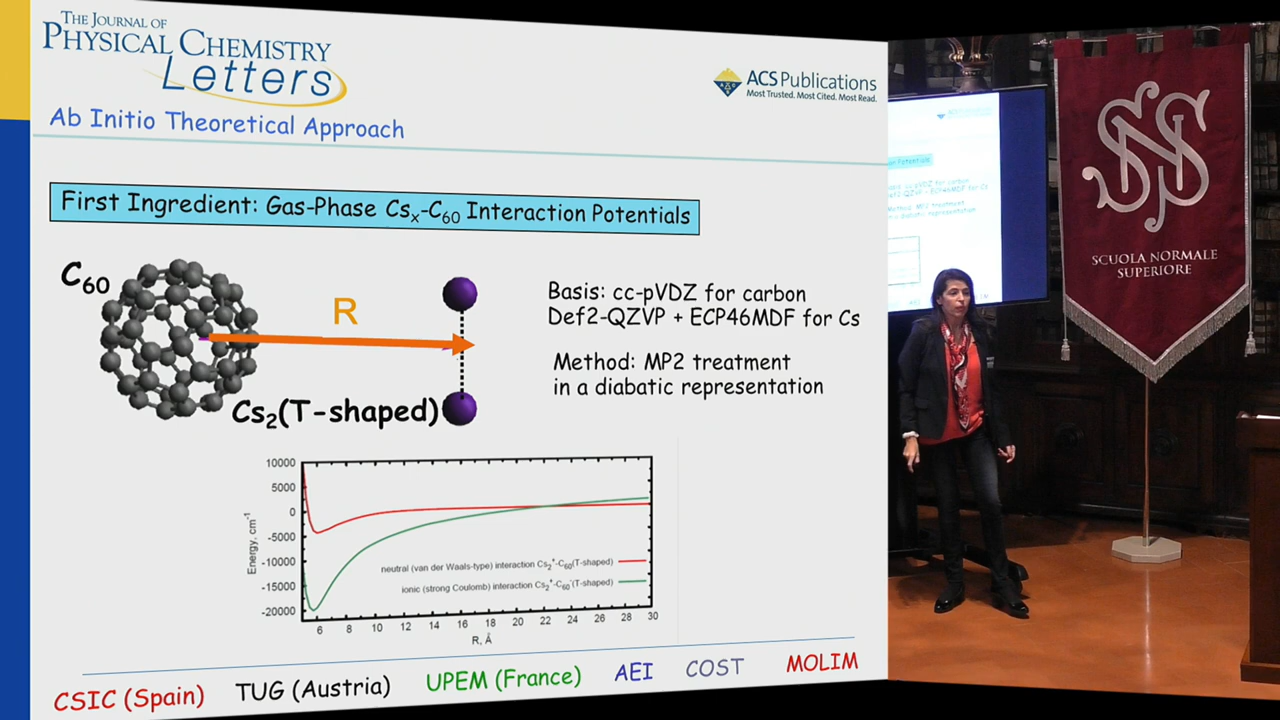 THE JOURNAL OF
PHYSICAL CHEMISTRY
Letters
ACS Publications
Most Trusted. Most Cited. Most Read.
Ab Initio Theoretical Approach
First Ingredient: Gas-Phase Csₓ-C₆₀ Interaction Potentials
C₆₀
R
Cs₂(T-shaped)
Basis: cc-pVDZ for carbon
Def2-QZVP + ECP46MDF for Cs
Method: MP2 treatment
in a diabatic representation
Energy, cm⁻¹
10000
5000
0
-5000
-10000
-15000
-20000
neutral (van der Waals-type) interaction Cs₂⁺-C₆₀(T-shaped)
ionic (strong Coulomb) interaction Cs₂⁺-C₆₀⁻(T-shaped)
6 8 10 12 14 16 18 20 22 24 26 28 30
R, Å
CSIC (Spain) TUG (Austria) UPEM (France) AEI COST MOLIM
SNS
SCUOLA NORMALE
SUPERIORE